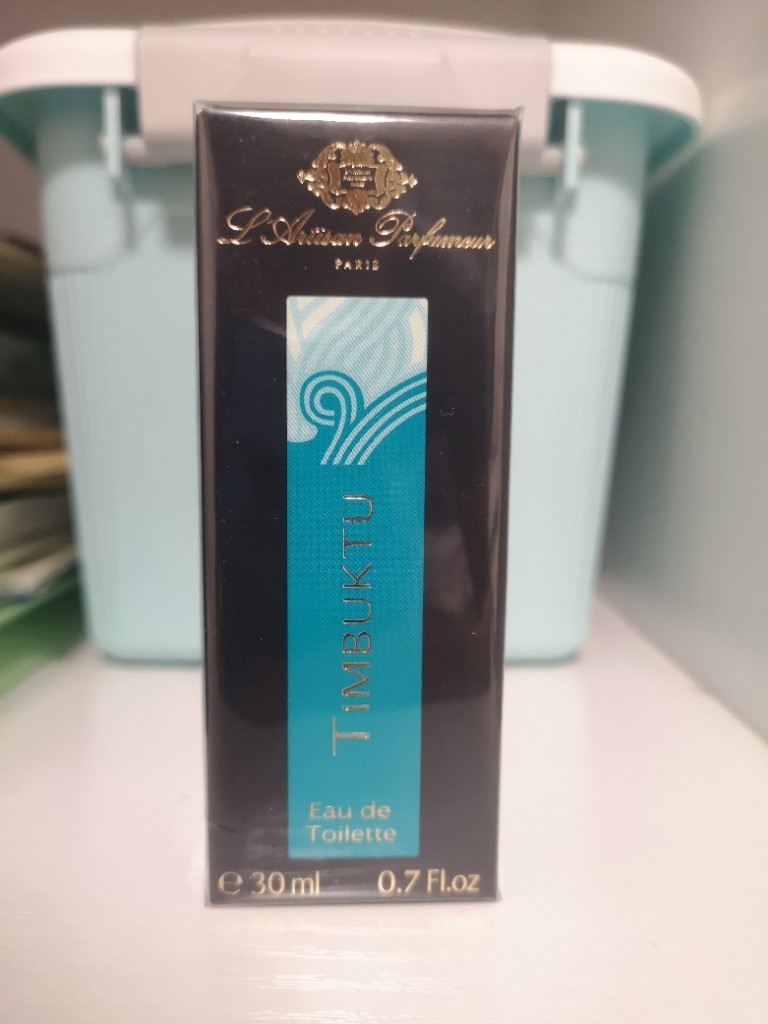 L'Artisan Parfumeur
PARIS
TIMBUKTU
Eau de
Toilette
℮ 30 ml 0.7 Fl.oz